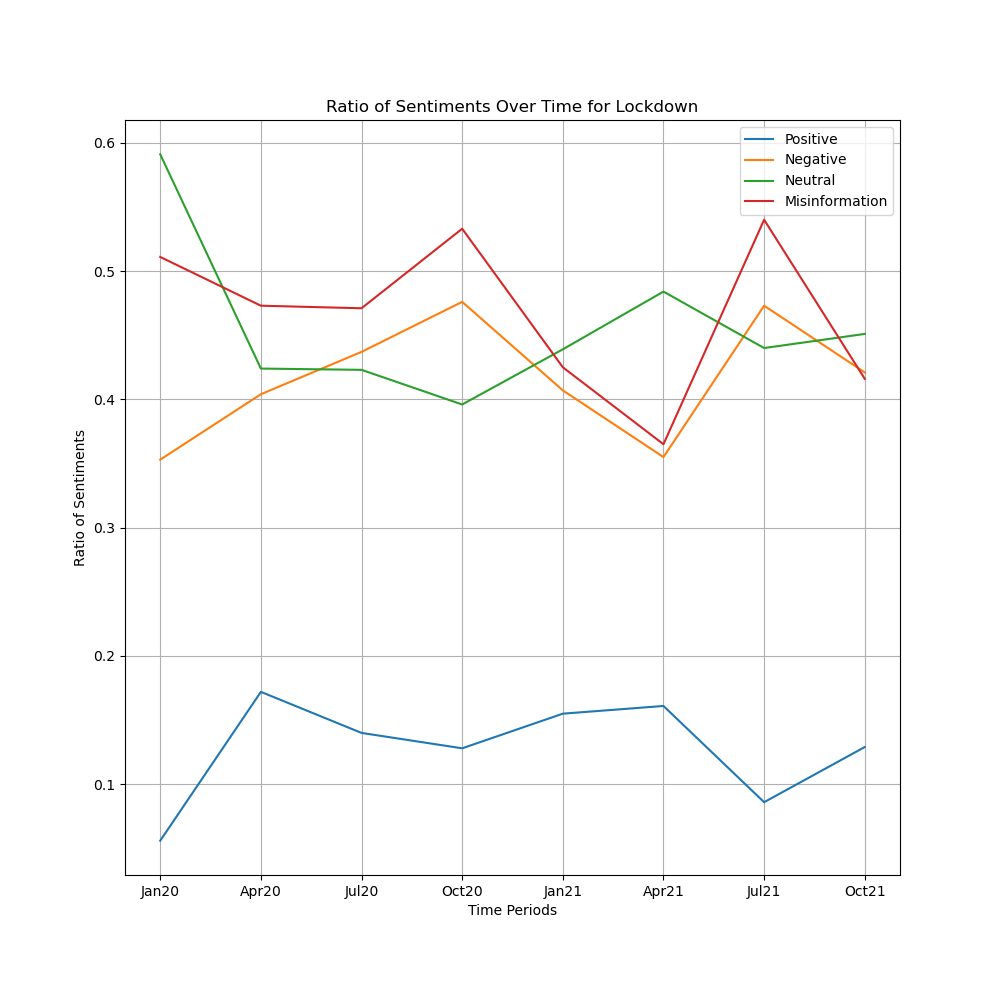 Ratio of Sentiments Over Time for Lockdown
Positive
Negative
Neutral
Misinformation
0.6
0.5
0.4
0.3
0.2
0.1
Ratio of Sentiments
Jan20 Apr20 Jul20 Oct20 Jan21 Apr21 Jul21 Oct21
Time Periods